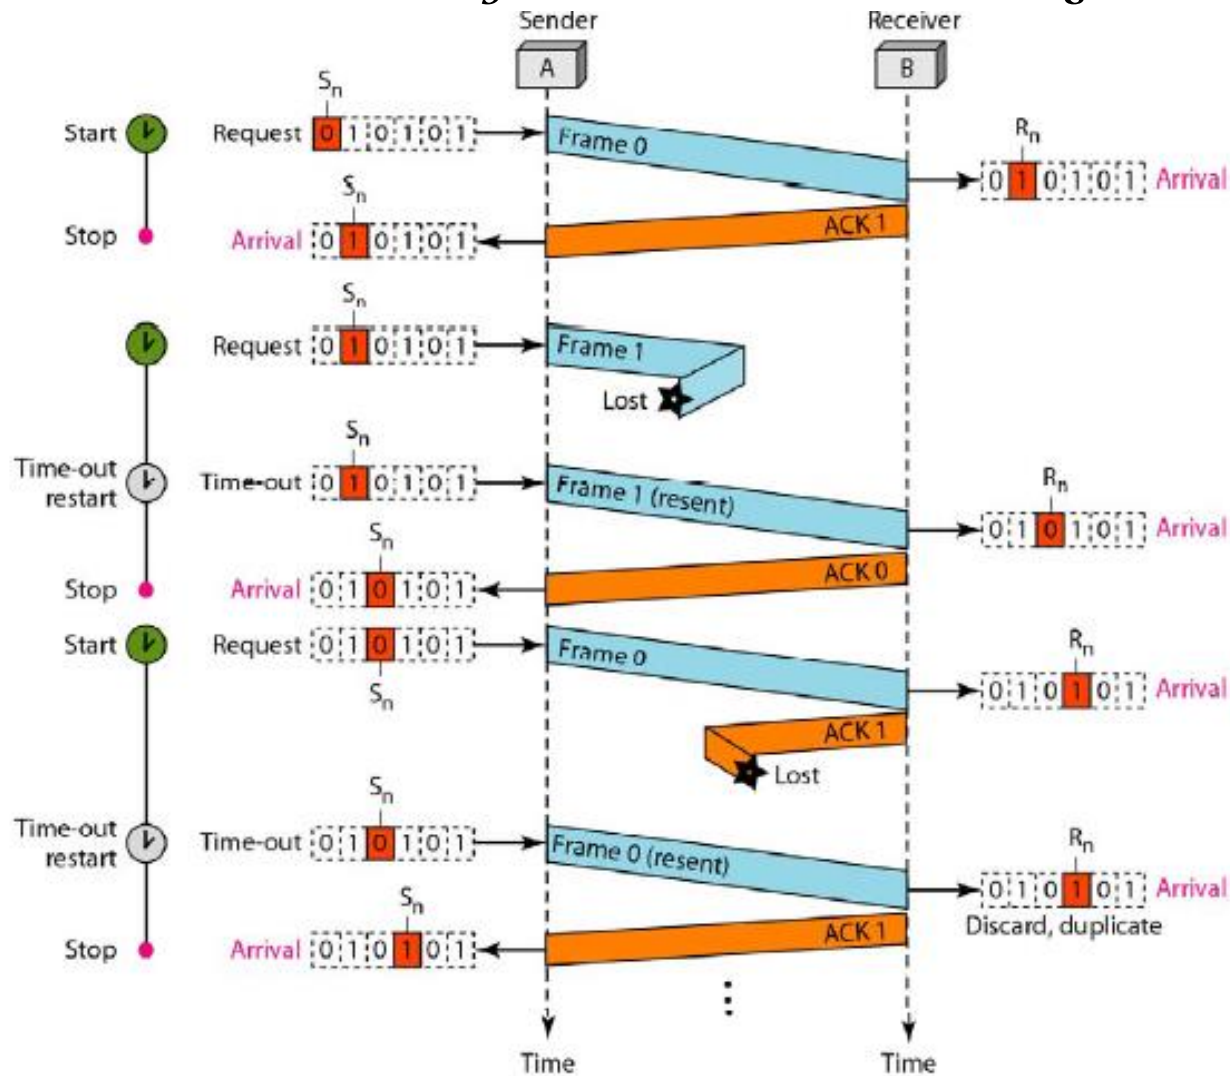 Sender Receiver
A B
Sn
Start Request 0 1 0 1 0 1 Frame 0
Rn
0 1 0 1 0 1 Arrival
Sn
Stop Arrival 0 1 0 1 0 1 ACK 1
Sn
Request 0 1 0 1 0 1 Frame 1
Lost
Sn
Time-out
restart
Time-out 0 1 0 1 0 1 Frame 1 (resent)
Rn
0 1 0 1 0 1 Arrival
Sn
Stop Arrival 0 1 0 1 0 1 ACK 0
Start Request 0 1 0 1 0 1 Frame 0
Sn
Rn
0 1 0 1 0 1 Arrival
ACK 1
Lost
Sn
Time-out
restart
Time-out 0 1 0 1 0 1 Frame 0 (resent)
Rn
0 1 0 1 0 1 Arrival
Discard, duplicate
Sn
Stop Arrival 0 1 0 1 0 1 ACK 1
Time Time